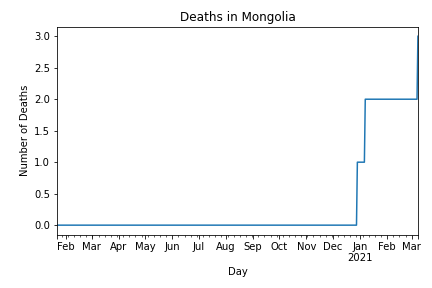 Deaths in Mongolia
3.0
2.5
2.0
1.5
1.0
0.5
0.0
Number of Deaths
Feb Mar Apr May Jun Jul Aug Sep Oct Nov Dec Jan Feb Mar
2021
Day